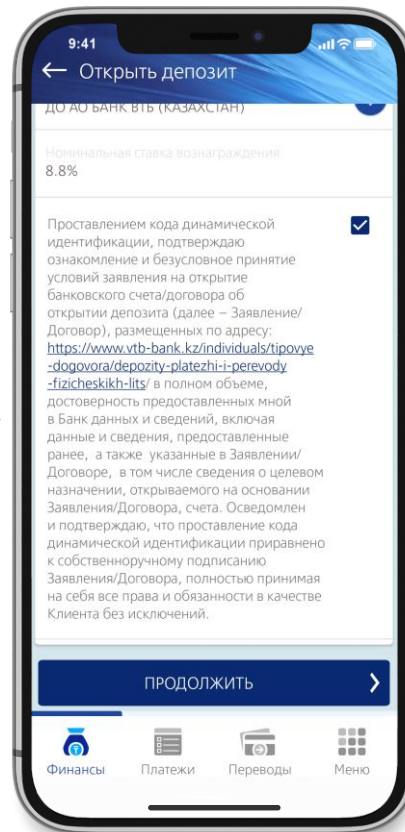 9:41
← Открыть депозит
ДО АО БАНК ВТБ (КАЗАХСТАН)
Номинальная ставка вознаграждения
8.8%
Проставлением кода динамической
идентификации, подтверждаю
ознакомление и безусловное принятие
условий заявления на открытие
банковского счета/договора об
открытии депозита (далее – Заявление/
Договор), размещенных по адресу:
https://www.vtb-bank.kz/individuals/tipovye
-dogovora/depozity-platezhi-i-perevody
-fizicheskikh-lits/ в полном объеме,
достоверность предоставленных мной
в Банк данных и сведений, включая
данные и сведения, предоставленные
ранее, а также указанные в Заявлении/
Договоре, в том числе сведения о целевом
назначении, открываемого на основании
Заявления/Договора, счета. Осведомлен
и подтверждаю, что проставление кода
динамической идентификации приравнено
к собственноручному подписанию
Заявления/Договора, полностью принимая
на себя все права и обязанности в качестве
Клиента без исключений.
ПРОДОЛЖИТЬ
Финансы Платежи Переводы Меню